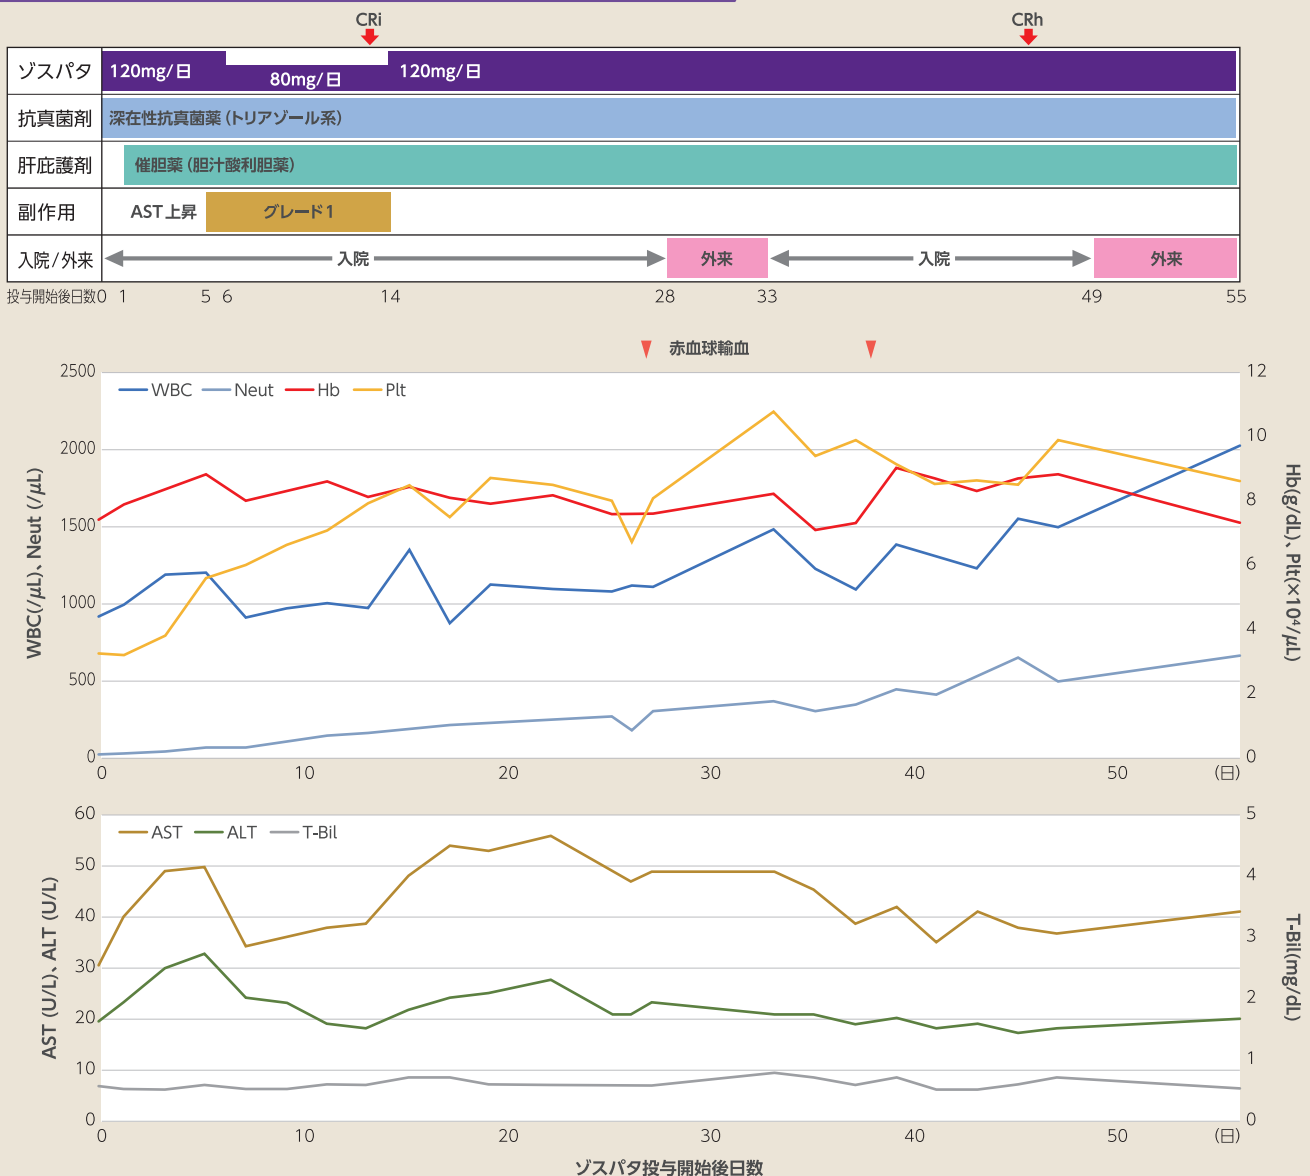 CRi
CRh
ゾスパタ 120mg/日 80mg/日 120mg/日
抗真菌剤 深在性抗真菌薬(トリアゾール系)
肝庇護剤 催胆薬(胆汁酸利胆薬)
副作用 AST上昇 グレード1
入院/外来 入院 外来 入院 外来
投与開始後日数0 1 5 6 14 28 33 49 55
赤血球輸血
WBC Neut Hb Plt
WBC(/μL)、Neut (/μL)
2500
2000
1500
1000
500
0
Hb(g/dL)、Plt(×10⁴/μL)
12
10
8
6
4
2
0
0 10 20 30 40 50 (日)
AST ALT T-Bil
AST (U/L)、ALT (U/L)
60
50
40
30
20
10
0
T-Bil(mg/dL)
5
4
3
2
1
0
0 10 20 30 40 50 (日)
ゾスパタ投与開始後日数